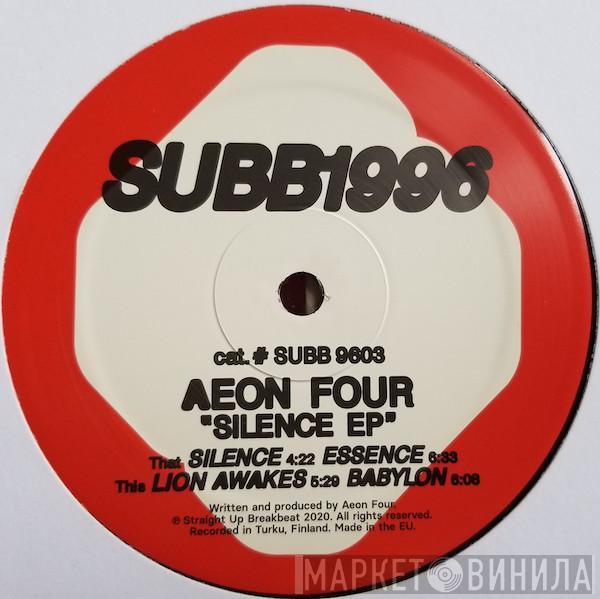 SUBB1996
cat. # SUBB 9603
AEON FOUR
"SILENCE EP"
That SILENCE 4:22 ESSENCE 6:33
This LION AWAKES 5:29 BABYLON 6:08
Written and produced by Aeon Four.
℗ Straight Up Breakbeat 2020. All rights reserved.
Recorded in Turku, Finland. Made in the EU.
МАРКЕТ ВИНИЛА